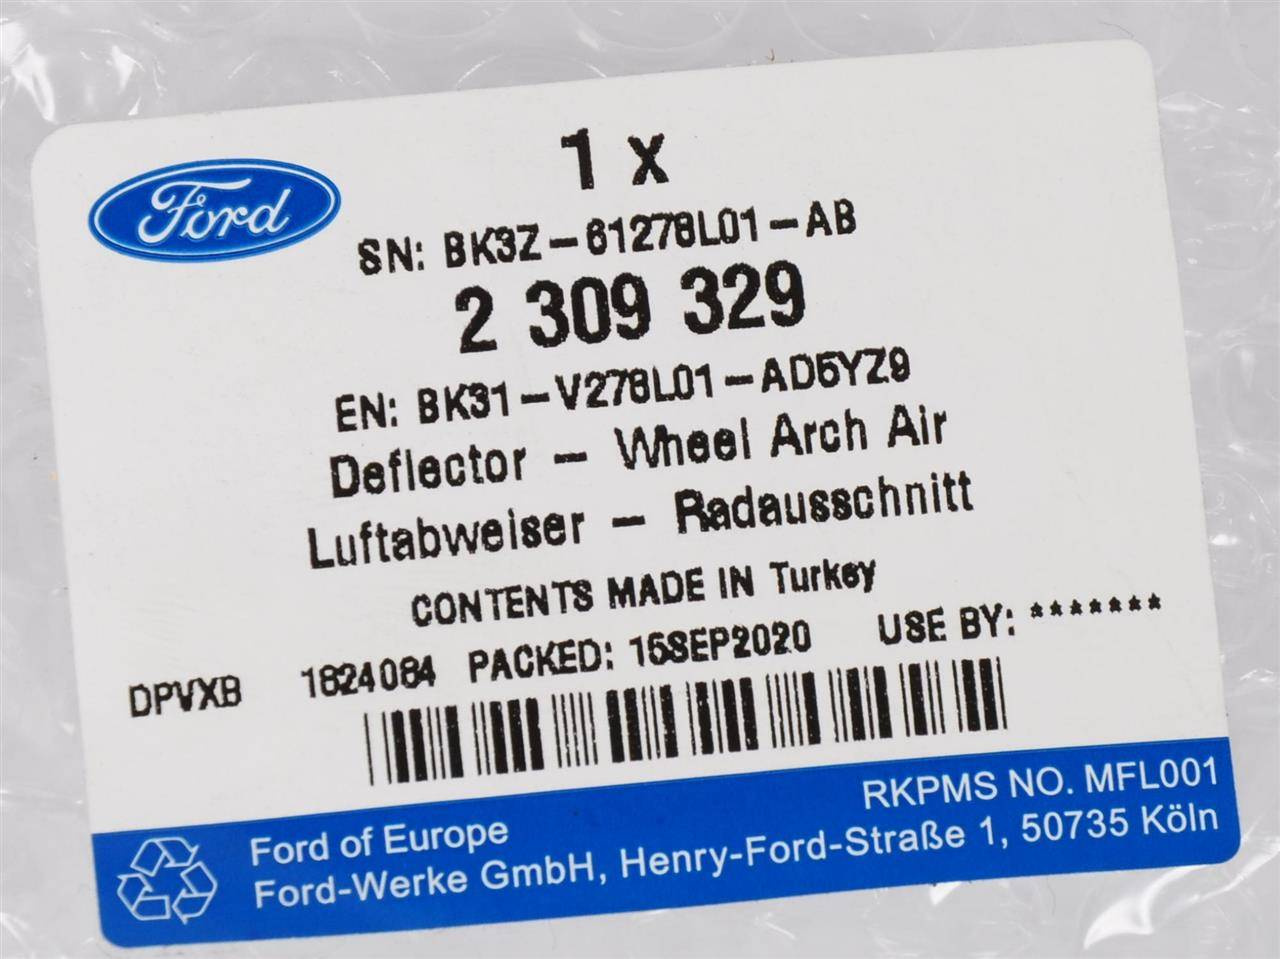 1 x
Ford
SN: BK3Z-61278L01-AB
2 309 329
EN: BK31-V278L01-AD5YZ9
Deflector - Wheel Arch Air
Luftabweiser - Radausschnitt
CONTENTS MADE IN Turkey
DPVXB 1824084 PACKED: 15SEP2020 USE BY: *******
RKPMS NO. MFL001
Ford of Europe
Ford-Werke GmbH, Henry-Ford-Straße 1, 50735 Köln